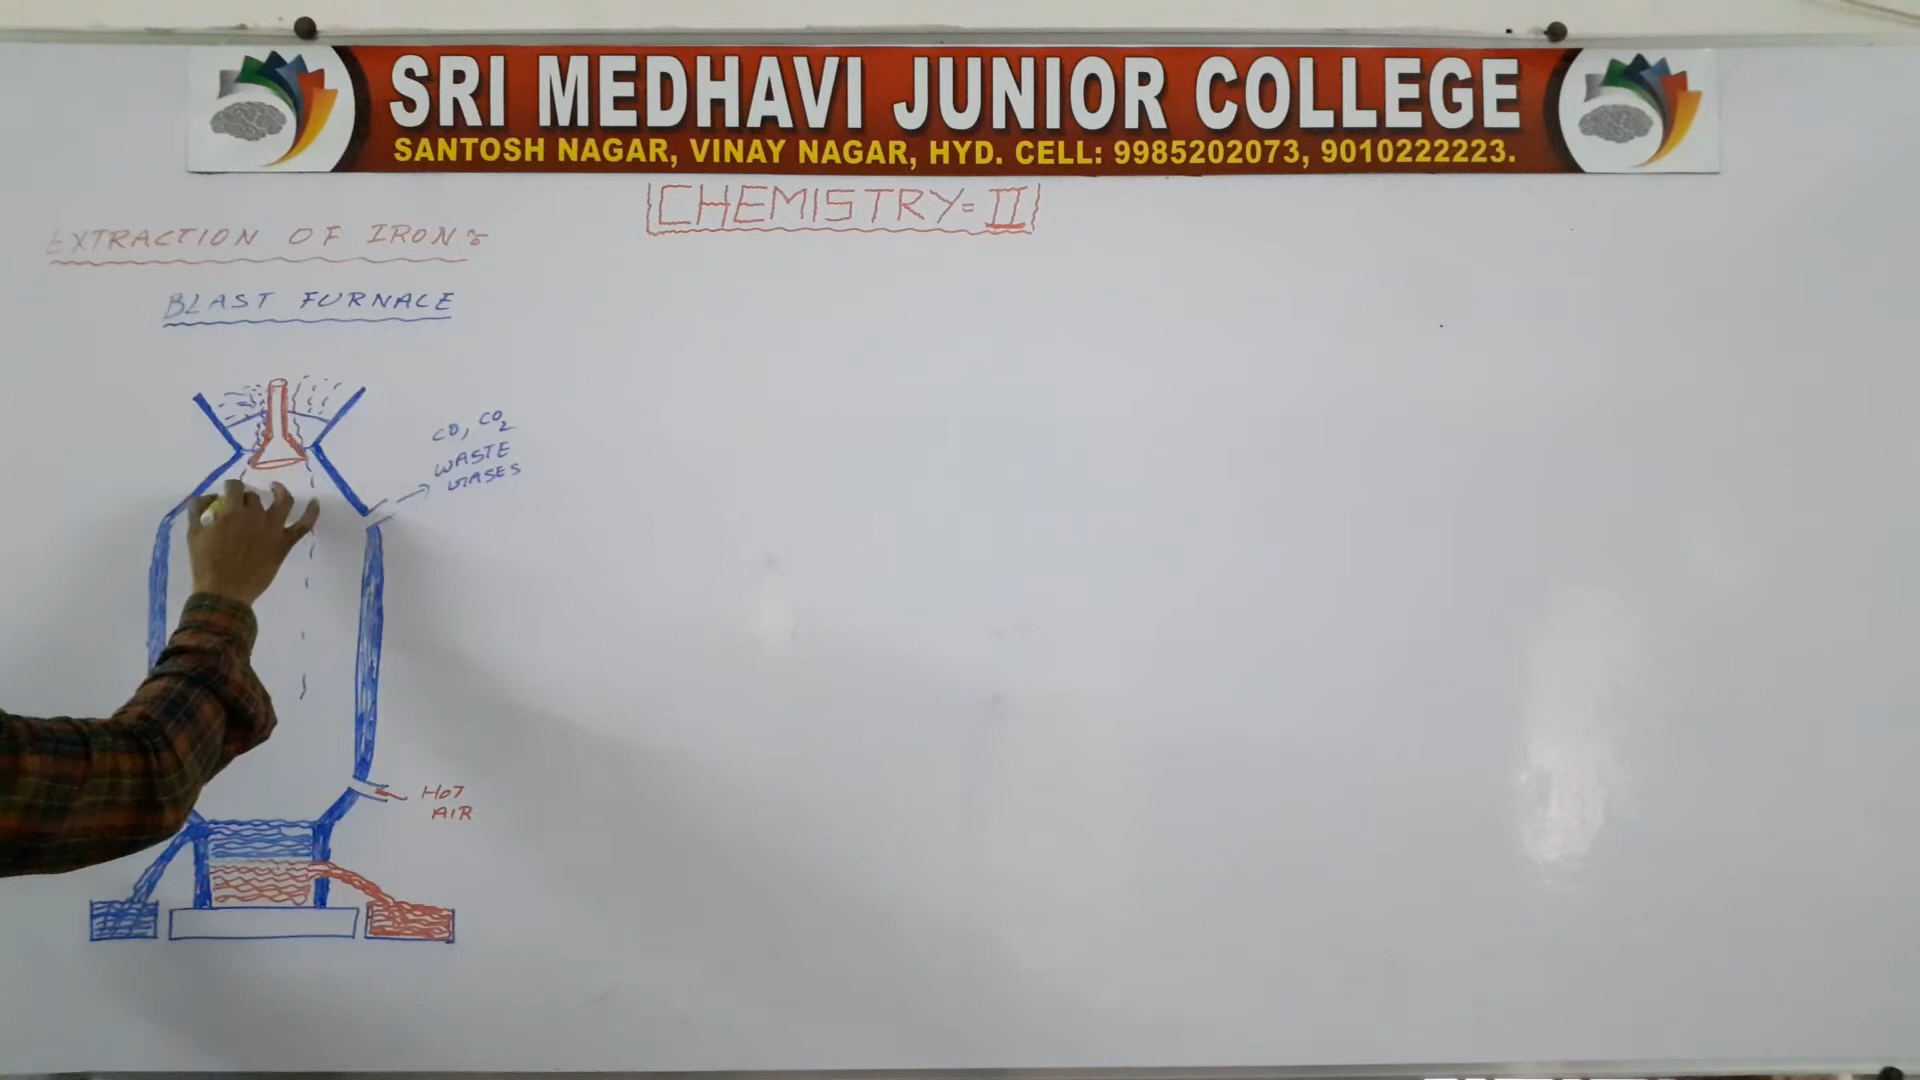 SRI MEDHAVI JUNIOR COLLEGE
SANTOSH NAGAR, VINAY NAGAR, HYD. CELL: 9985202073, 9010222223.
CHEMISTRY=II
EXTRACTION OF IRON:
BLAST FURNACE
CO, CO₂
WASTE
GASES
HOT
AIR